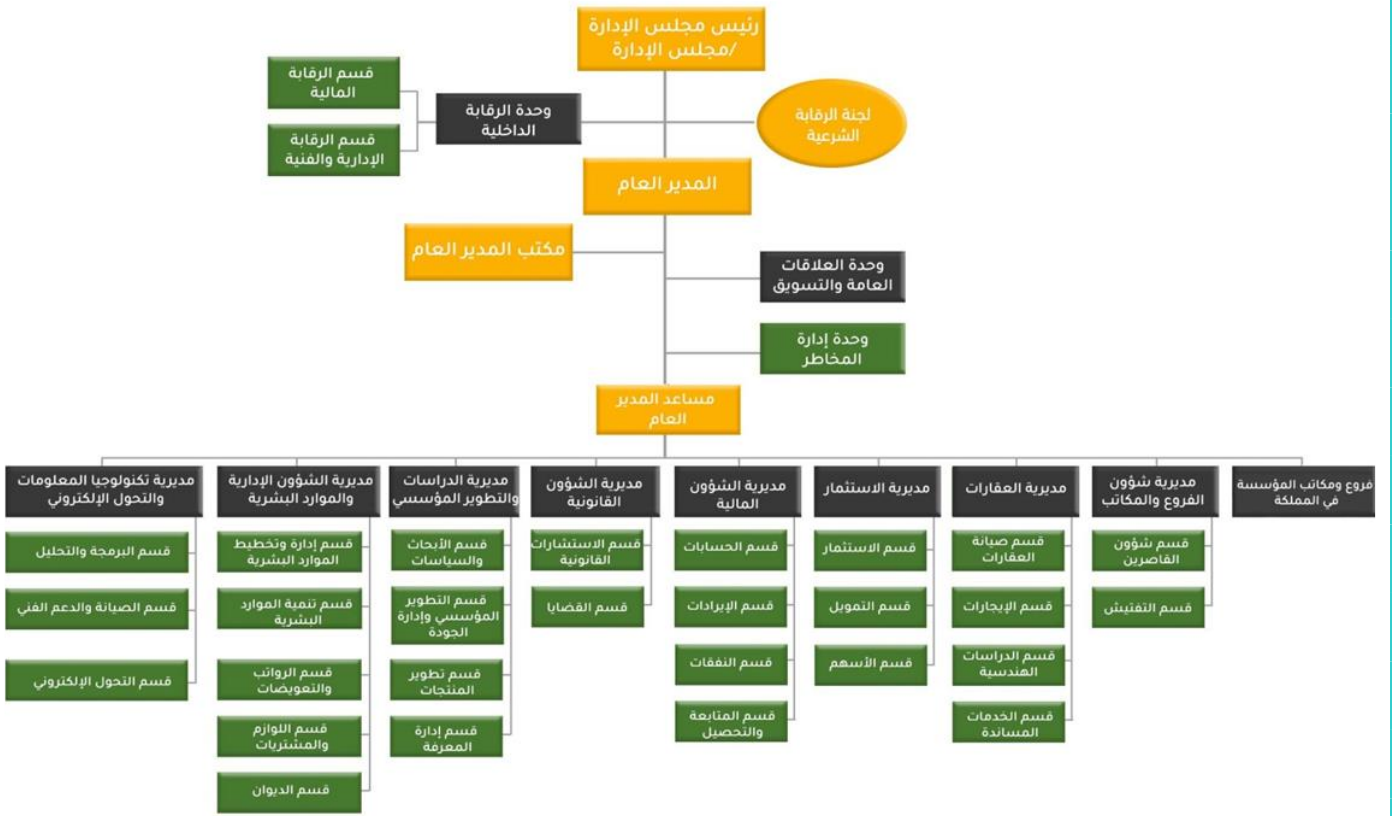 رئيس مجلس الإدارة
/مجلس الإدارة
لجنة الرقابة
الشرعية
وحدة الرقابة
الداخلية
قسم الرقابة
المالية
قسم الرقابة
الإدارية والفنية
المدير العام
مكتب المدير العام
وحدة العلاقات
العامة والتسويق
وحدة إدارة
المخاطر
مساعد المدير
العام
فروع ومكاتب المؤسسة
في المملكة
مديرية شؤون
الفروع والمكاتب
قسم شؤون
القاصرين
قسم التفتيش
مديرية العقارات
قسم صيانة
العقارات
قسم الإيجارات
قسم الدراسات
الهندسية
قسم الخدمات
المساندة
مديرية الاستثمار
قسم الاستثمار
قسم التمويل
قسم الأسهم
مديرية الشؤون
المالية
قسم الحسابات
قسم الإيرادات
قسم النفقات
قسم المتابعة
والتحصيل
مديرية الشؤون
القانونية
قسم الاستشارات
القانونية
قسم القضايا
مديرية الدراسات
والتطوير المؤسسي
قسم الأبحاث
والسياسات
قسم التطوير
المؤسسي وإدارة
الجودة
قسم تطوير
المنتجات
قسم إدارة
المعرفة
مديرية الشؤون الإدارية
والموارد البشرية
قسم إدارة وتخطيط
الموارد البشرية
قسم تنمية الموارد
البشرية
قسم الرواتب
والتعويضات
قسم اللوازم
والمشتريات
قسم الديوان
مديرية تكنولوجيا المعلومات
والتحول الإلكتروني
قسم البرمجة والتحليل
قسم الصيانة والدعم الفني
قسم التحول الإلكتروني